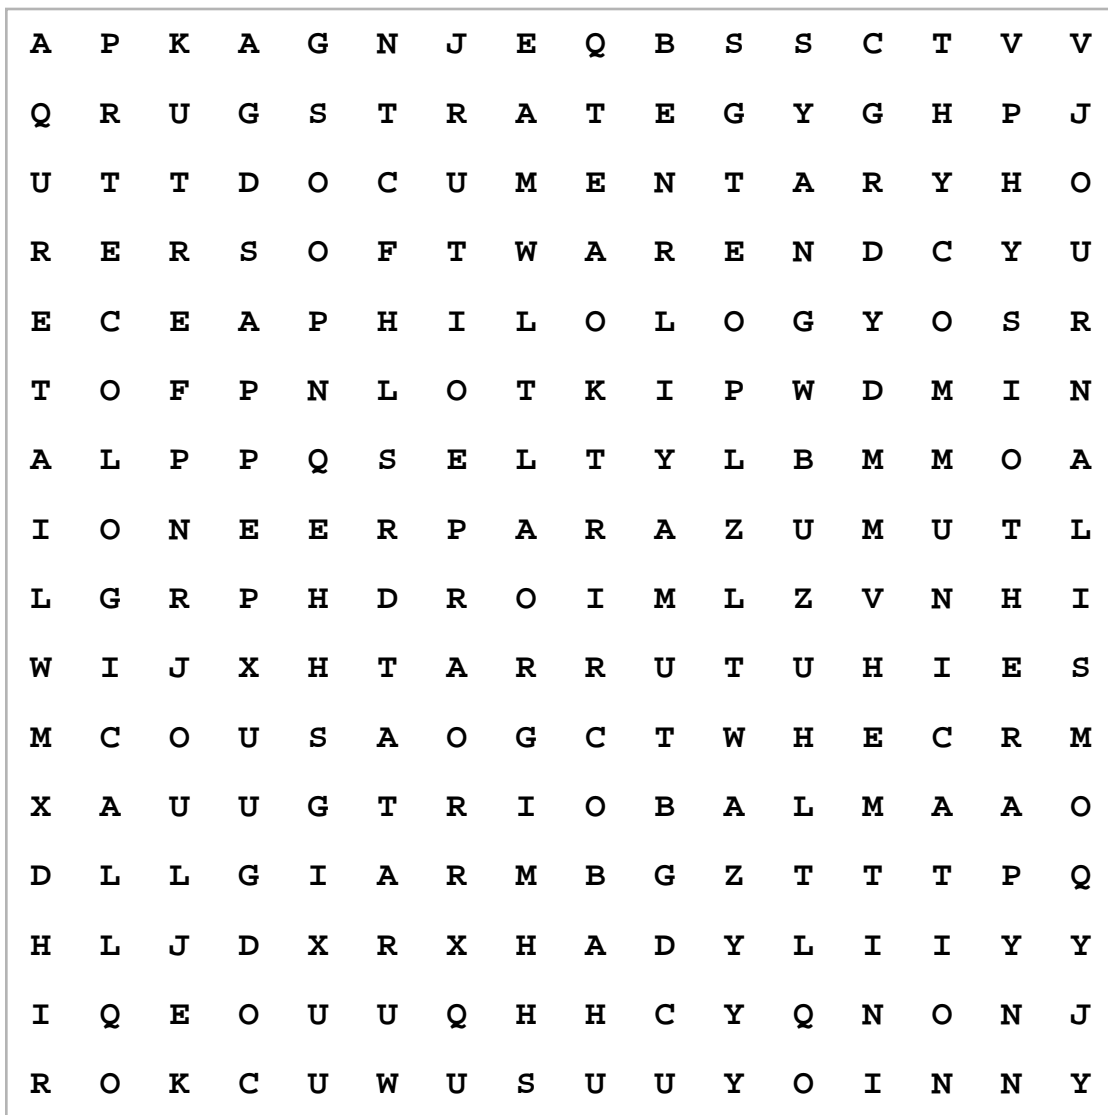 A P K A G N J E Q B S S C T V V
Q R U G S T R A T E G Y G H P J
U T T D O C U M E N T A R Y H O
R E R S O F T W A R E N D C Y U
E C E A P H I L O L O G Y O S R
T O F P N L O T K I P W D M I N
A L P P Q S E L T Y L B M M O A
I O N E E R P A R A Z U M U T L
L G R P H D R O I M L Z V N H I
W I J X H T A R R U T U H I E S
M C O U S A O G C T W H E C R M
X A U U G T R I O B A L M A A O
D L L G I A R M B G Z T T T P Q
H L J D X R X H A D Y L I I Y Y
I Q E O U U Q H H C Y Q N O N J
R O K C U W U S U U Y O I N N Y